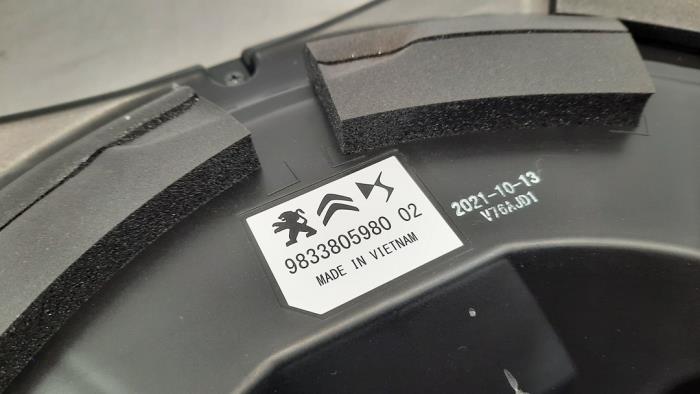 9833805980 02
MADE IN VIETNAM
2021-10-13
V76AJD1